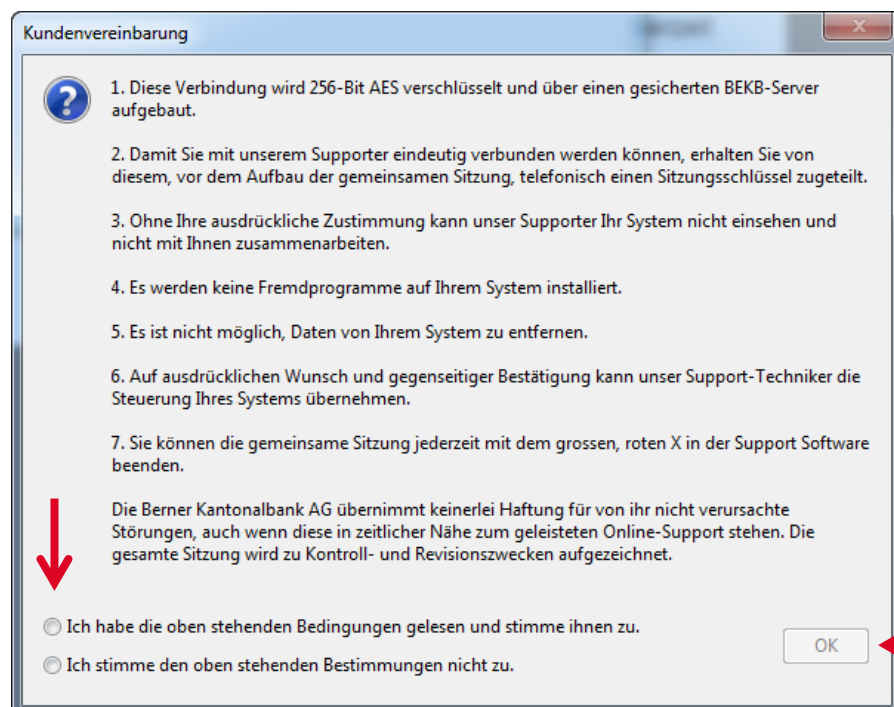 Kundenvereinbarung
1. Diese Verbindung wird 256-Bit AES verschlüsselt und über einen gesicherten BEKB-Server
aufgebaut.
2. Damit Sie mit unserem Supporter eindeutig verbunden werden können, erhalten Sie von
diesem, vor dem Aufbau der gemeinsamen Sitzung, telefonisch einen Sitzungsschlüssel zugeteilt.
3. Ohne Ihre ausdrückliche Zustimmung kann unser Supporter Ihr System nicht einsehen und
nicht mit Ihnen zusammenarbeiten.
4. Es werden keine Fremdprogramme auf Ihrem System installiert.
5. Es ist nicht möglich, Daten von Ihrem System zu entfernen.
6. Auf ausdrücklichen Wunsch und gegenseitiger Bestätigung kann unser Support-Techniker die
Steuerung Ihres Systems übernehmen.
7. Sie können die gemeinsame Sitzung jederzeit mit dem grossen, roten X in der Support Software
beenden.
Die Berner Kantonalbank AG übernimmt keinerlei Haftung für von ihr nicht verursachte
Störungen, auch wenn diese in zeitlicher Nähe zum geleisteten Online-Support stehen. Die
gesamte Sitzung wird zu Kontroll- und Revisionszwecken aufgezeichnet.
Ich habe die oben stehenden Bedingungen gelesen und stimme ihnen zu.
OK
Ich stimme den oben stehenden Bestimmungen nicht zu.